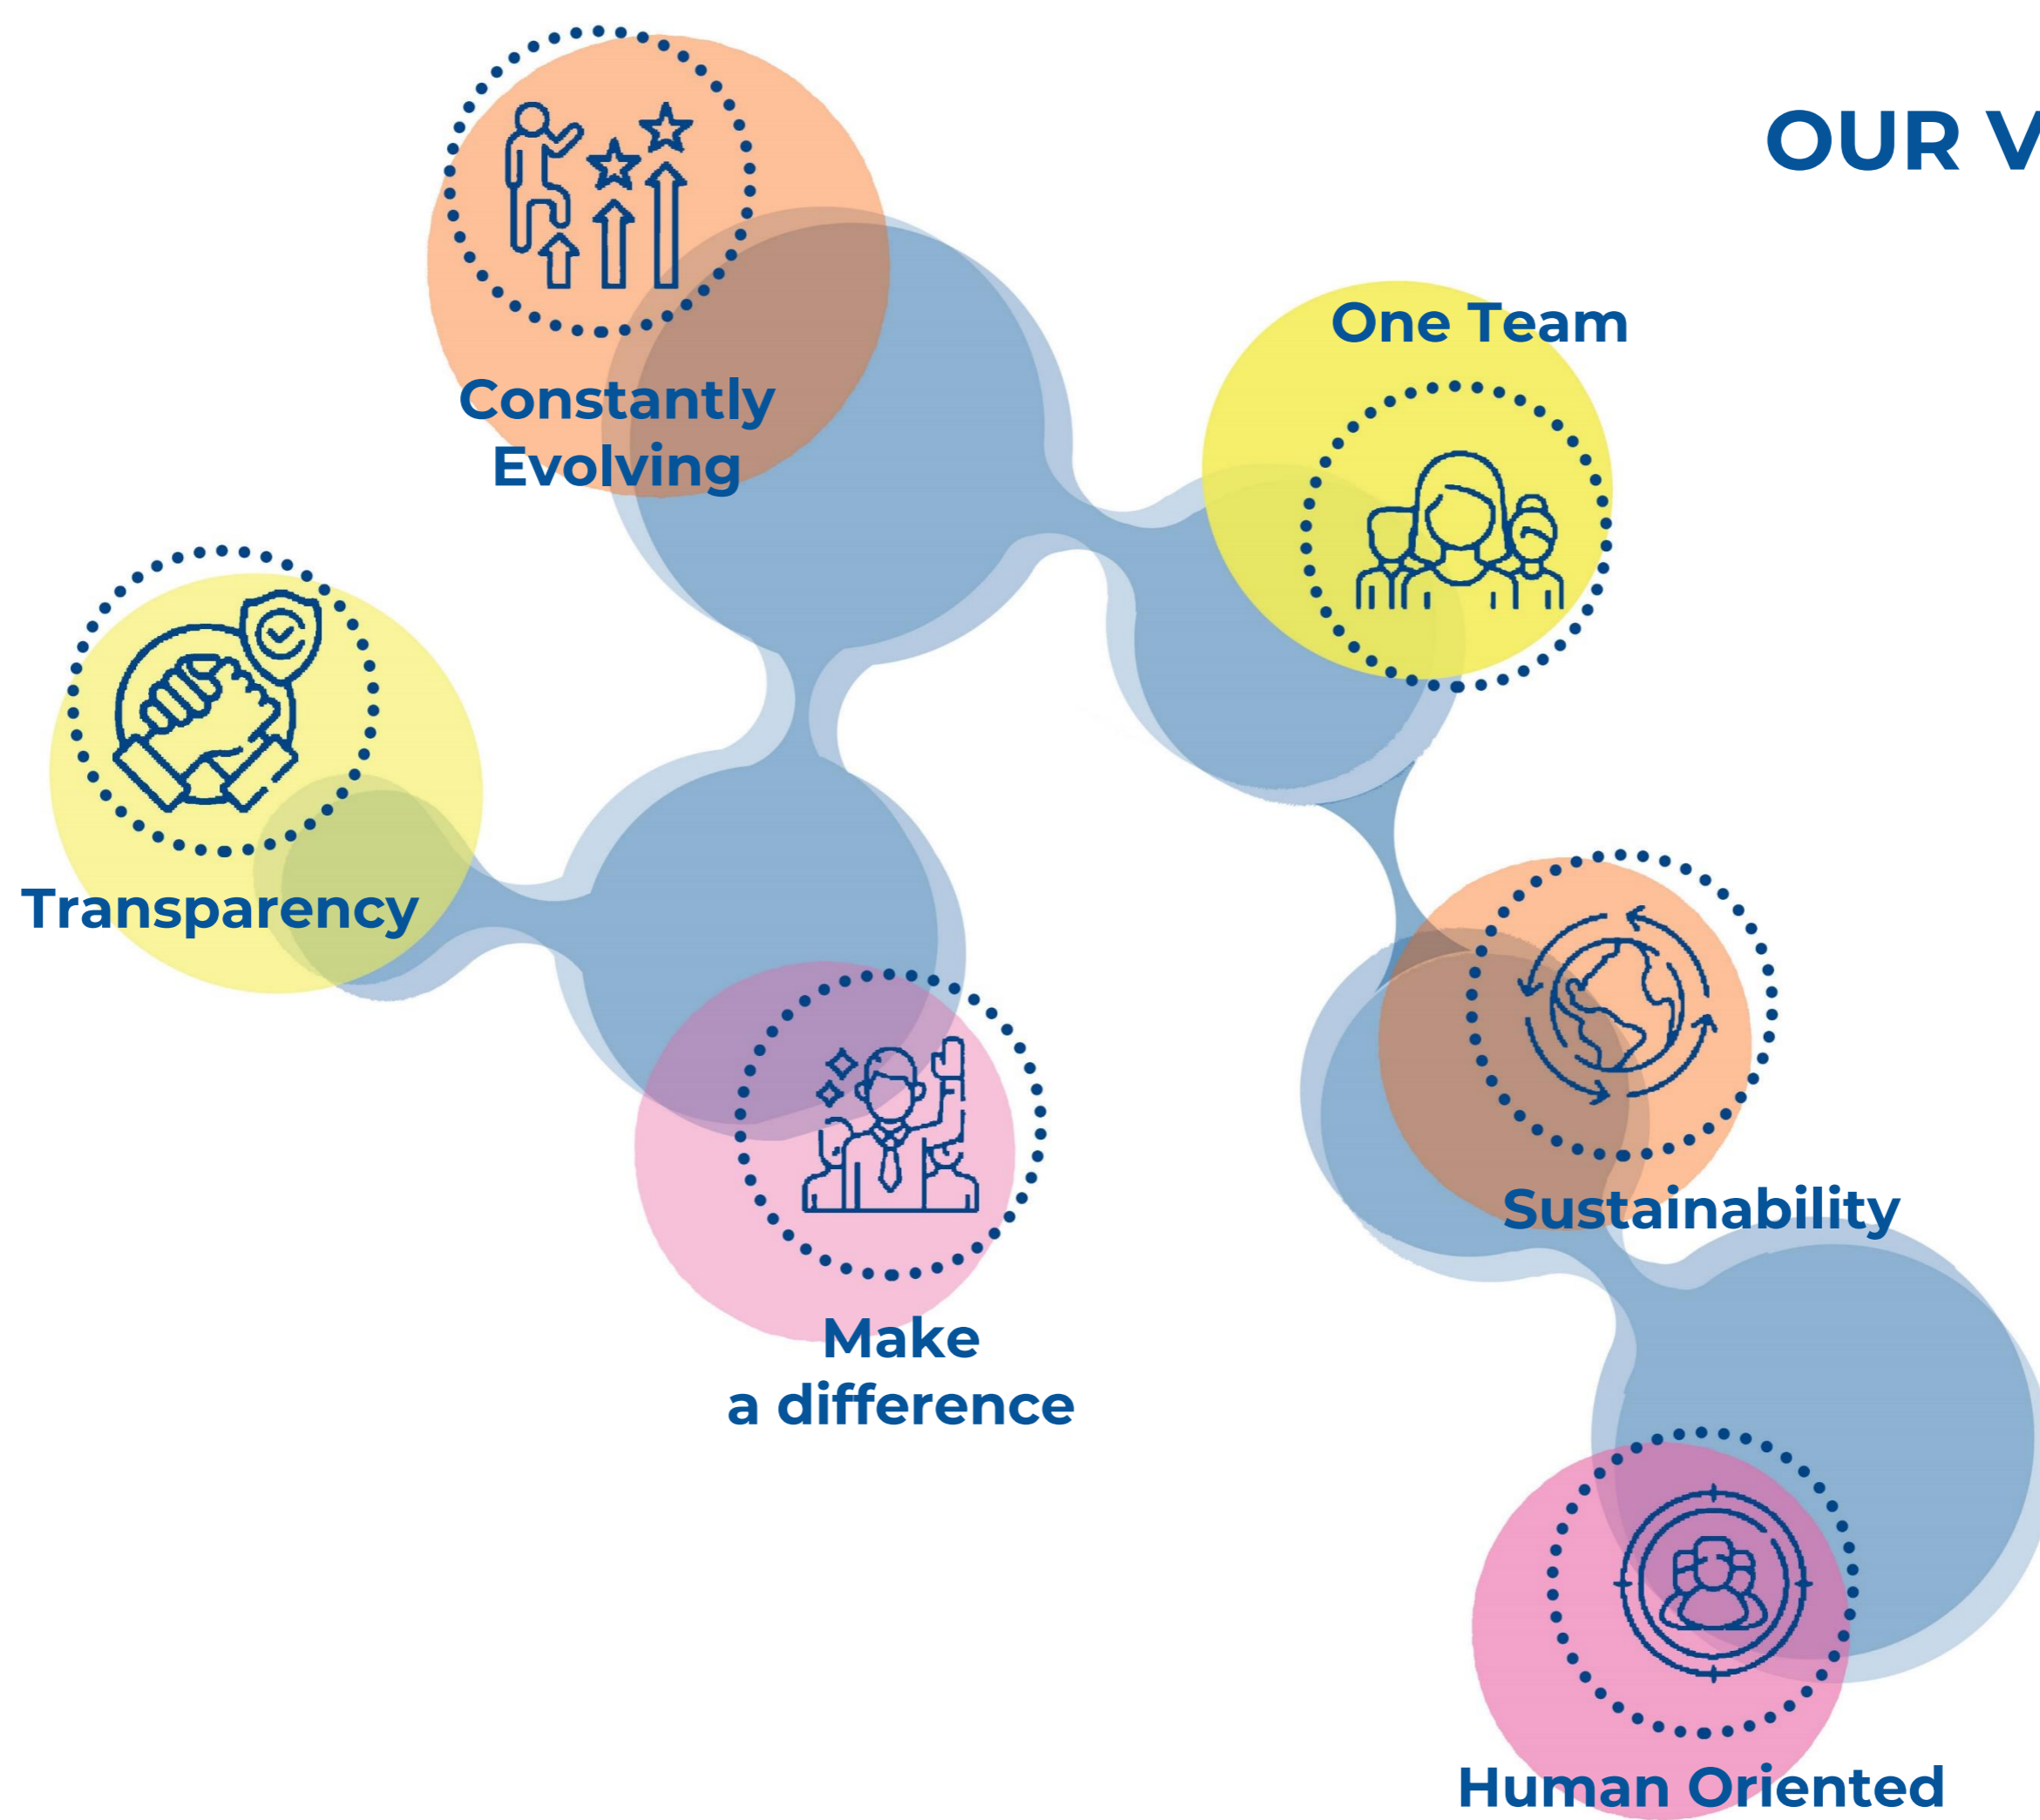 OUR V
One Team
Constantly
Evolving
Transparency
Sustainability
Make
a difference
Human Oriented